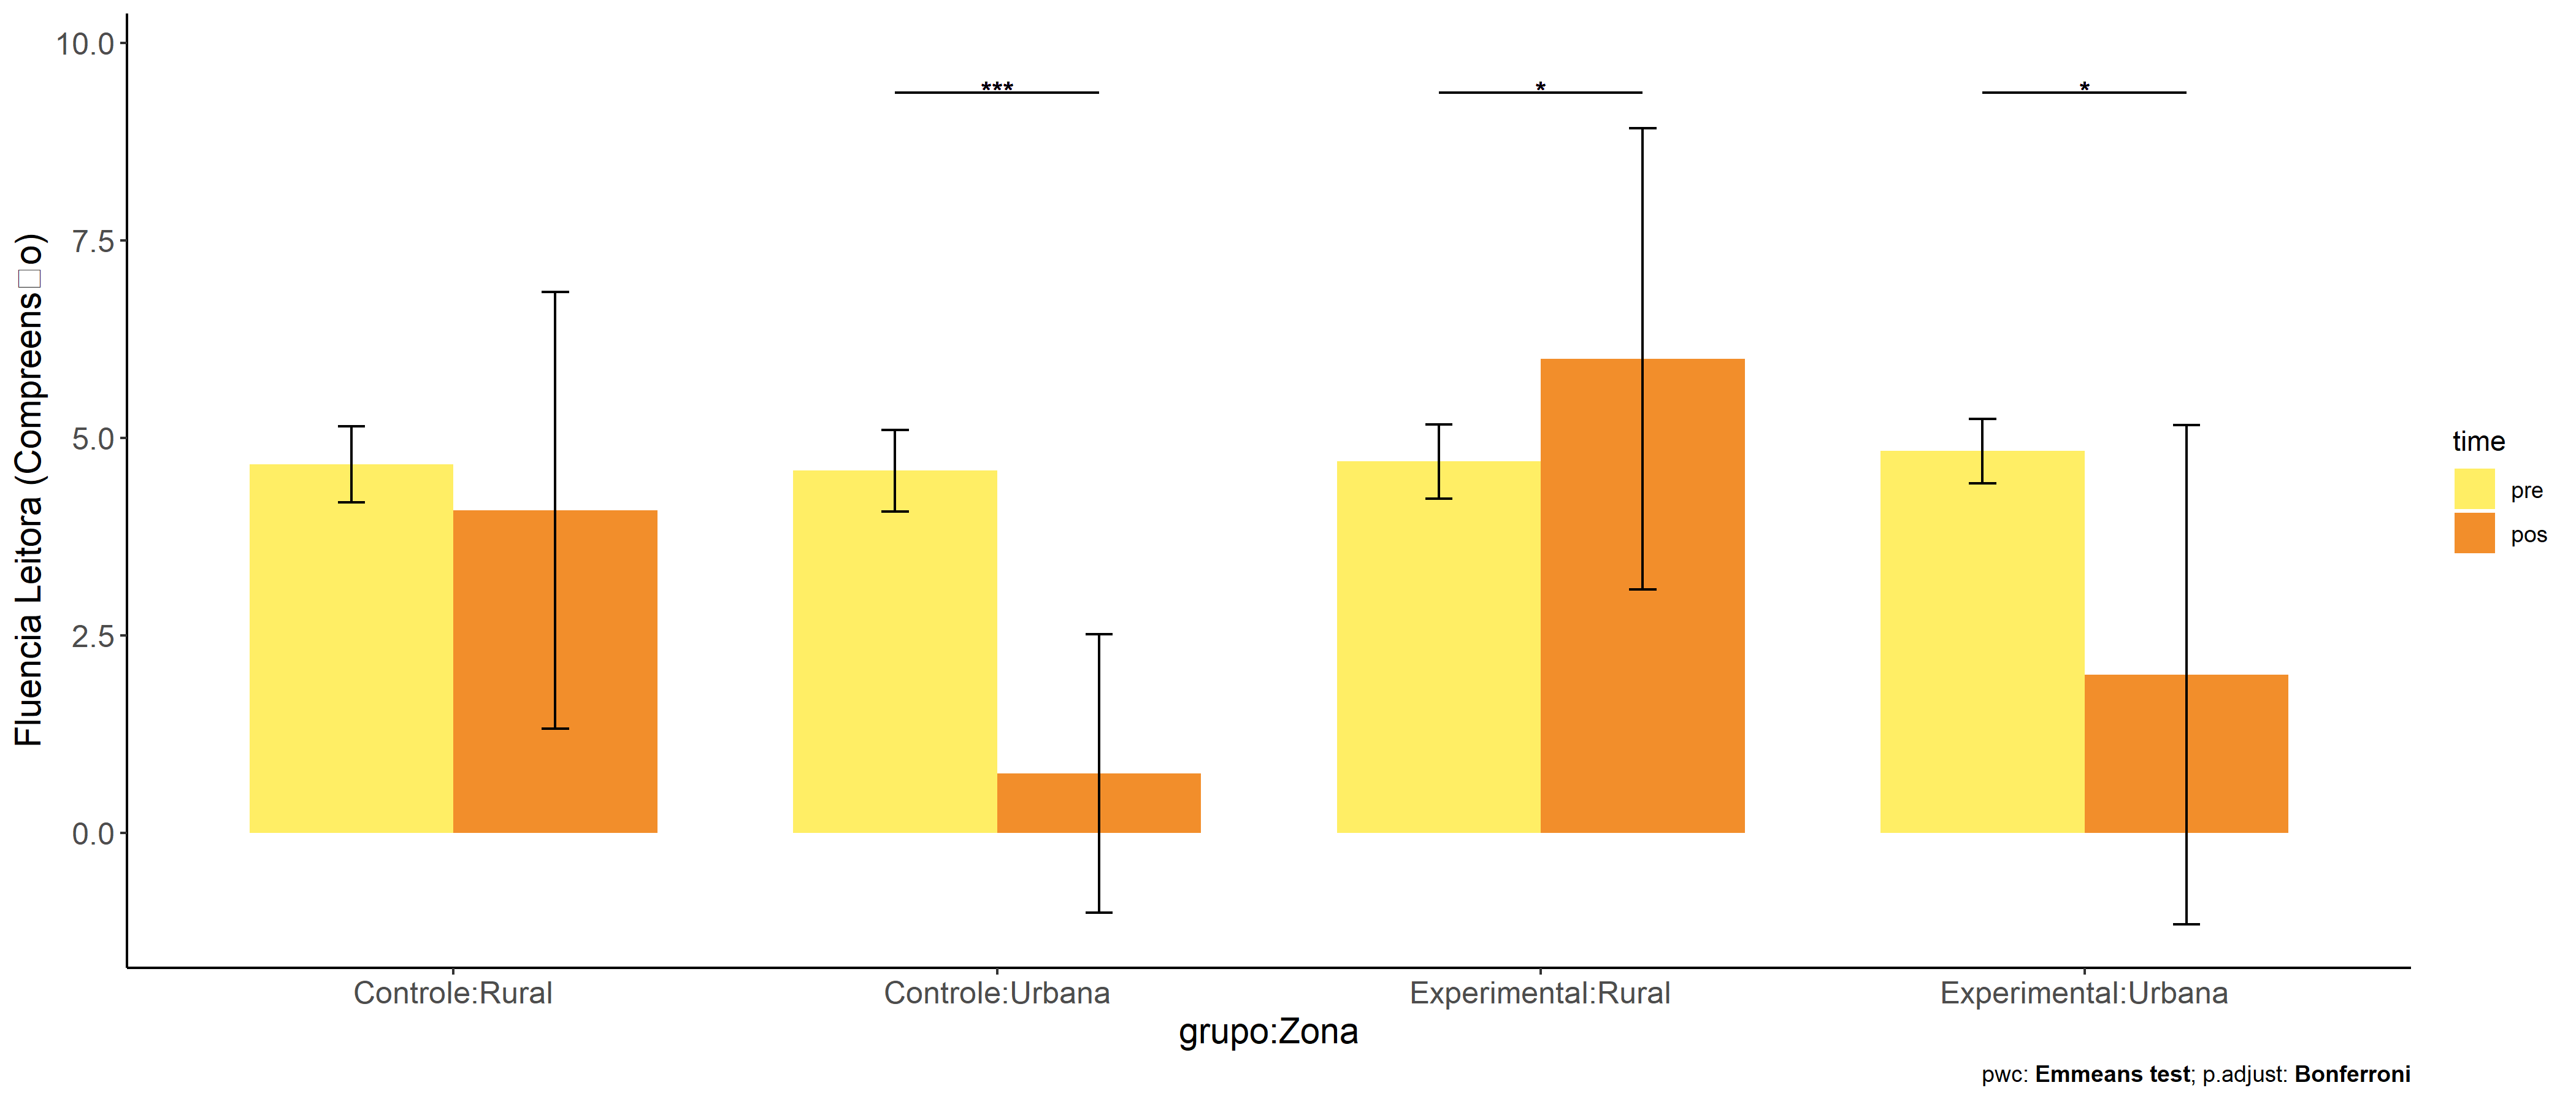 10.0
7.5
5.0
2.5
0.0
Fluencia Leitora (Compreens□o)
***
*
*
Controle:Rural
Controle:Urbana
Experimental:Rural
Experimental:Urbana
grupo:Zona
time
pre
pos
pwc: Emmeans test; p.adjust: Bonferroni